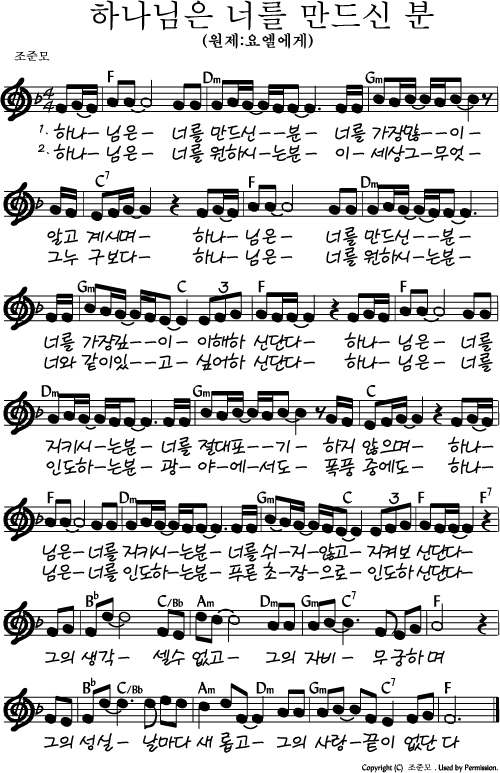 하나님은 너를 만드신 분
(원제:요엘에게)
조준모
F Dm Gm
1. 하나- 님은- 너를 만드신--분- 너를 가장많--이-
2. 하나- 님은- 너를 원하시-는분- 이-세상그-무엇-
C7 F Dm
알고 계시며- 하나-님은- 너를 만드신--분-
그누 구보다- 하나-님은- 너를 원하시-는분-
Gm C 3 F F
너를 가장깊--이- 이해하 신단다- 하나-님은- 너를
너와 같이있--고- 싶어하 신단다- 하나-님은- 너를
Dm Gm C
지키시-는분- 너를 절대포--기- 하지 않으며- 하나-
인도하-는분- 광-야-에-서도- 폭풍 중에도- 하나-
F Dm Gm C 3 F F7
님은-너를 지키시-는분- 너를쉬-지-않고-지켜보 신단다-
님은-너를 인도하-는분- 푸른 초-장-으로-인도하 신단다-
Bb C/Bb Am Dm Gm C7 F
그의 생각- 셀수 없고- 그의 자비- 무궁하며
Bb C/Bb Am Dm Gm C7 F
그의 성실- 날마다 새 롭고- 그의 사랑-끝이 없단 다
Copyright (C) 조준모 . Used by Permission.